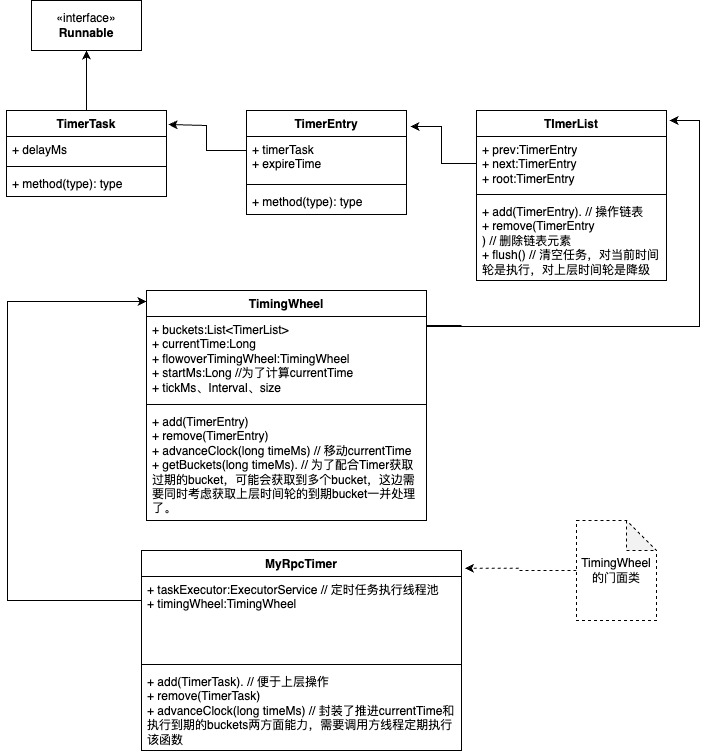 «interface»
Runnable
TimerTask
+ delayMs
+ method(type): type
TimerEntry
+ timerTask
+ expireTime
+ method(type): type
TImerList
+ prev:TimerEntry
+ next:TimerEntry
+ root:TimerEntry
+ add(TimerEntry). // 操作链表
+ remove(TimerEntry
) // 删除链表元素
+ flush() // 清空任务，对当前时间
轮是执行，对上层时间轮是降级
TimingWheel
+ buckets:List<TimerList>
+ currentTime:Long
+ flowoverTimingWheel:TimingWheel
+ startMs:Long //为了计算currentTime
+ tickMs、Interval、size
+ add(TimerEntry)
+ remove(TimerEntry)
+ advanceClock(long timeMs) // 移动currentTime
+ getBuckets(long timeMs). // 为了配合Timer获取
过期的bucket，可能会获取到多个bucket，这边需
要同时考虑获取上层时间轮的到期bucket一并处理
了。
TimingWheel
的门面类
MyRpcTimer
+ taskExecutor:ExecutorService // 定时任务执行线程池
+ timingWheel:TimingWheel
+ add(TimerTask). // 便于上层操作
+ remove(TimerTask)
+ advanceClock(long timeMs) // 封装了推进currentTime和
执行到期的buckets两方面能力，需要调用方线程定期执行
该函数